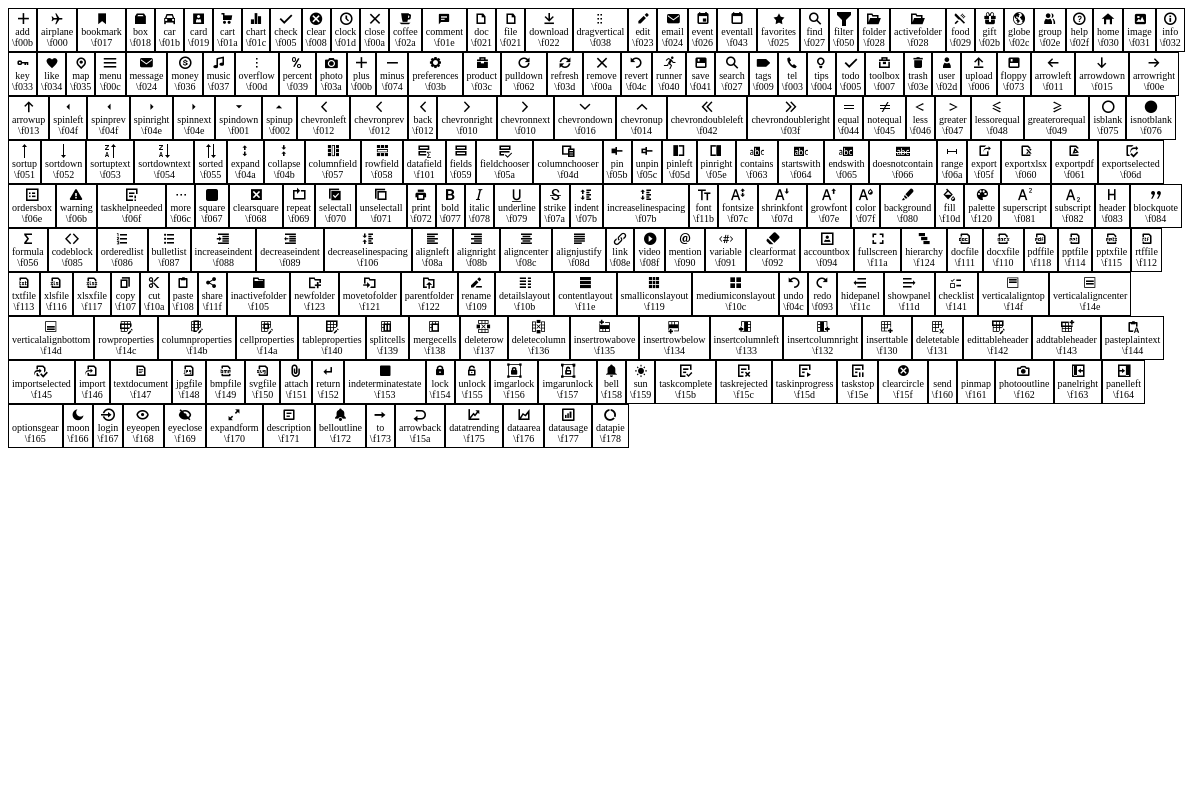 add airplane bookmark box car card cart chart check clear clock close coffee comment doc file download dragvertical edit email event eventall favorites find filter folder activefolder food gift globe group help home image info
\f00b \f000 \f017 \f018 \f01b \f019 \f01a \f01c \f005 \f008 \f01d \f00a \f02a \f01e \f021 \f021 \f022 \f038 \f023 \f024 \f026 \f043 \f025 \f027 \f050 \f028 \f028 \f029 \f02b \f02c \f02e \f02f \f030 \f031 \f032
key like map menu message money music overflow percent photo plus minus preferences product pulldown refresh remove revert runner save search tags tel tips todo toolbox trash user upload floppy arrowleft arrowdown arrowright
\f033 \f034 \f035 \f00c \f024 \f036 \f037 \f00d \f039 \f03a \f00b \f074 \f03b \f03c \f062 \f03d \f00a \f04c \f040 \f041 \f027 \f009 \f003 \f004 \f005 \f007 \f03e \f02d \f006 \f073 \f011 \f015 \f00e
arrowup spinleft spinprev spinright spinnext spindown spinup chevronleft chevronprev back chevronright chevronnext chevrondown chevronup chevrondoubleleft chevrondoubleright equal notequal less greater lessorequal greaterorequal isblank isnotblank
\f013 \f04f \f04f \f04e \f04e \f001 \f002 \f012 \f012 \f012 \f010 \f010 \f016 \f014 \f042 \f03f \f044 \f045 \f046 \f047 \f048 \f049 \f075 \f076
sortup sortdown sortuptext sortdowntext sorted expand collapse columnfield rowfield datafield fields fieldchooser columnchooser pin unpin pinleft pinright contains startswith endswith doesnotcontain range export exportxlsx exportpdf exportselected
\f051 \f052 \f053 \f054 \f055 \f04a \f04b \f057 \f058 \f101 \f059 \f05a \f04d \f05b \f05c \f05d \f05e \f063 \f064 \f065 \f066 \f06a \f05f \f060 \f061 \f06d
ordersbox warning taskhelpneeded more square clearsquare repeat selectall unselectall print bold italic underline strike indent increaselinespacing font fontsize shrinkfont growfont color background fill palette superscript subscript header blockquote
\f06e \f06b \f06f \f06c \f067 \f068 \f069 \f070 \f071 \f072 \f077 \f078 \f079 \f07a \f07b \f07b \f11b \f07c \f07d \f07e \f07f \f080 \f10d \f120 \f081 \f082 \f083 \f084
formula codeblock orderedlist bulletlist increaseindent decreaseindent decreaselinespacing alignleft alignright aligncenter alignjustify link video mention variable clearformat accountbox fullscreen hierarchy docfile docxfile pdffile pptfile pptxfile rtffile
\f056 \f085 \f086 \f087 \f088 \f089 \f106 \f08a \f08b \f08c \f08d \f08e \f08f \f090 \f091 \f092 \f094 \f11a \f124 \f111 \f110 \f118 \f114 \f115 \f112
txtfile xlsfile xlsxfile copy cut paste share inactivefolder newfolder movetofolder parentfolder rename detailslayout contentlayout smalliconslayout mediumiconslayout undo redo hidepanel showpanel checklist verticalaligntop verticalaligncenter
\f113 \f116 \f117 \f107 \f10a \f108 \f11f \f105 \f123 \f121 \f122 \f109 \f10b \f11e \f119 \f10c \f04c \f093 \f11c \f11d \f141 \f14f \f14e
verticalalignbottom rowproperties columnproperties cellproperties tableproperties splitcells mergecells deleterow deletecolumn insertrowabove insertrowbelow insertcolumnleft insertcolumnright inserttable deletetable edittableheader addtableheader pasteplaintext
\f14d \f14c \f14b \f14a \f140 \f139 \f138 \f137 \f136 \f135 \f134 \f133 \f132 \f130 \f131 \f142 \f143 \f144
importselected import textdocument jpgfile bmpfile svgfile attach return indeterminatestate lock unlock imgarlock imgarunlock bell sun taskcomplete taskrejected taskinprogress taskstop clearcircle send pinmap photooutline panelright panelleft
\f145 \f146 \f147 \f148 \f149 \f150 \f151 \f152 \f153 \f154 \f155 \f156 \f157 \f158 \f159 \f15b \f15c \f15d \f15e \f15f \f160 \f161 \f162 \f163 \f164
optionsgear moon login eyeopen eyeclose expandform description belloutline to arrowback datatrending dataarea datausage datapie
\f165 \f166 \f167 \f168 \f169 \f170 \f171 \f172 \f173 \f15a \f175 \f176 \f177 \f178